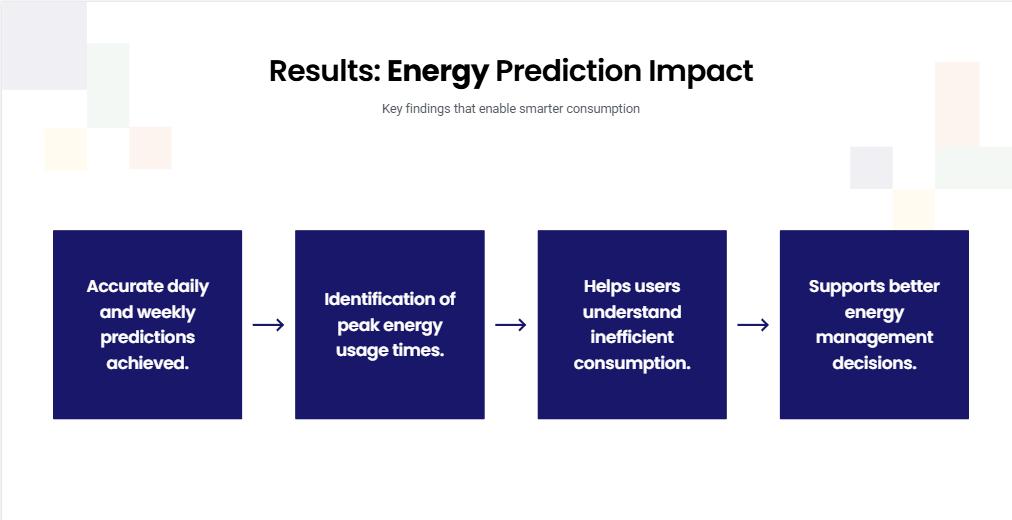 Results: Energy Prediction Impact
Key findings that enable smarter consumption
Accurate daily
and weekly
predictions
achieved.
Identification of
peak energy
usage times.
Helps users
understand
inefficient
consumption.
Supports better
energy
management
decisions.